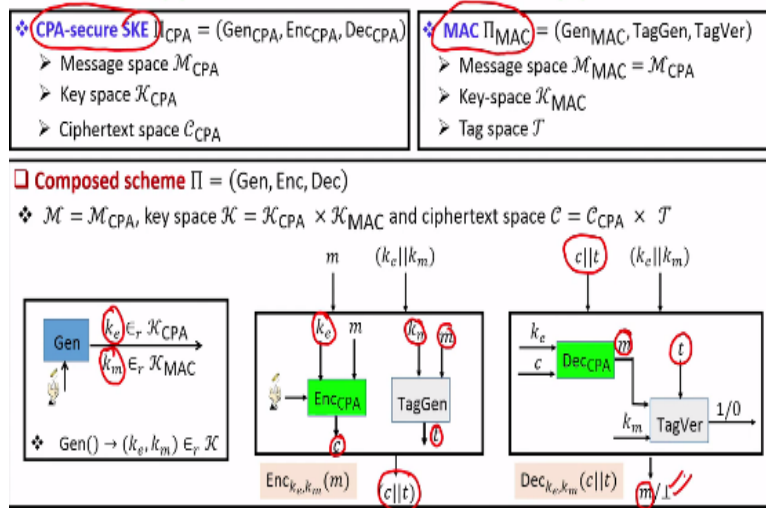 ❖ CPA-secure SKE Π_CPA = (Gen_CPA, Enc_CPA, Dec_CPA)
➢ Message space ℳ_CPA
➢ Key space 𝒦_CPA
➢ Ciphertext space 𝒞_CPA
❖ MAC Π_MAC = (Gen_MAC, TagGen, TagVer)
➢ Message space ℳ_MAC = ℳ_CPA
➢ Key-space 𝒦_MAC
➢ Tag space 𝒯
❑ Composed scheme Π = (Gen, Enc, Dec)
❖ ℳ = ℳ_CPA, key space 𝒦 = 𝒦_CPA × 𝒦_MAC and ciphertext space 𝒞 = 𝒞_CPA × 𝒯
Gen
k_e ∈_r 𝒦_CPA
k_m ∈_r 𝒦_MAC
❖ Gen() → (k_e, k_m) ∈_r 𝒦
m
(k_e||k_m)
k_e
m
k_m
m
Enc_CPA
TagGen
c
t
Enc_{k_e,k_m}(m)
(c||t)
c||t
(k_e||k_m)
k_e
c
Dec_CPA
m
t
k_m
TagVer
1/0
Dec_{k_e,k_m}(c||t)
m/⊥